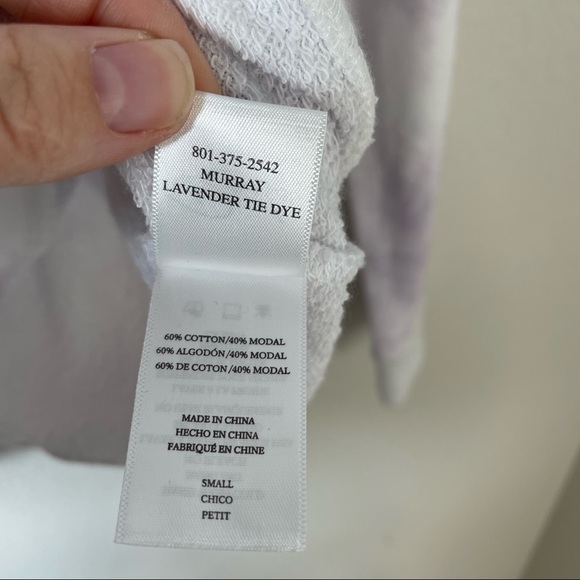 801-375-2542
MURRAY
LAVENDER TIE DYE
60% COTTON/40% MODAL
60% ALGODÓN/40% MODAL
60% DE COTON/40% MODAL
MADE IN CHINA
HECHO EN CHINA
FABRIQUÉ EN CHINE
SMALL
CHICO
PETIT